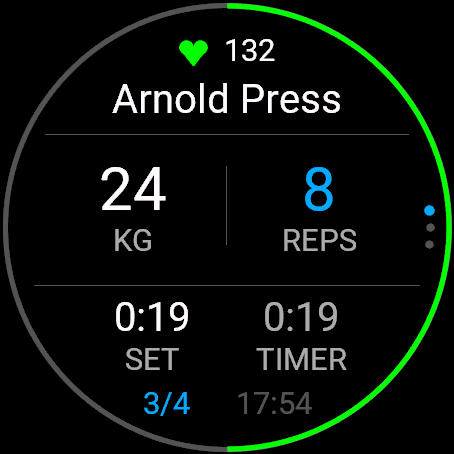 132
Arnold Press
24 8
KG REPS
0:19 0:19
SET TIMER
3/4 17:54